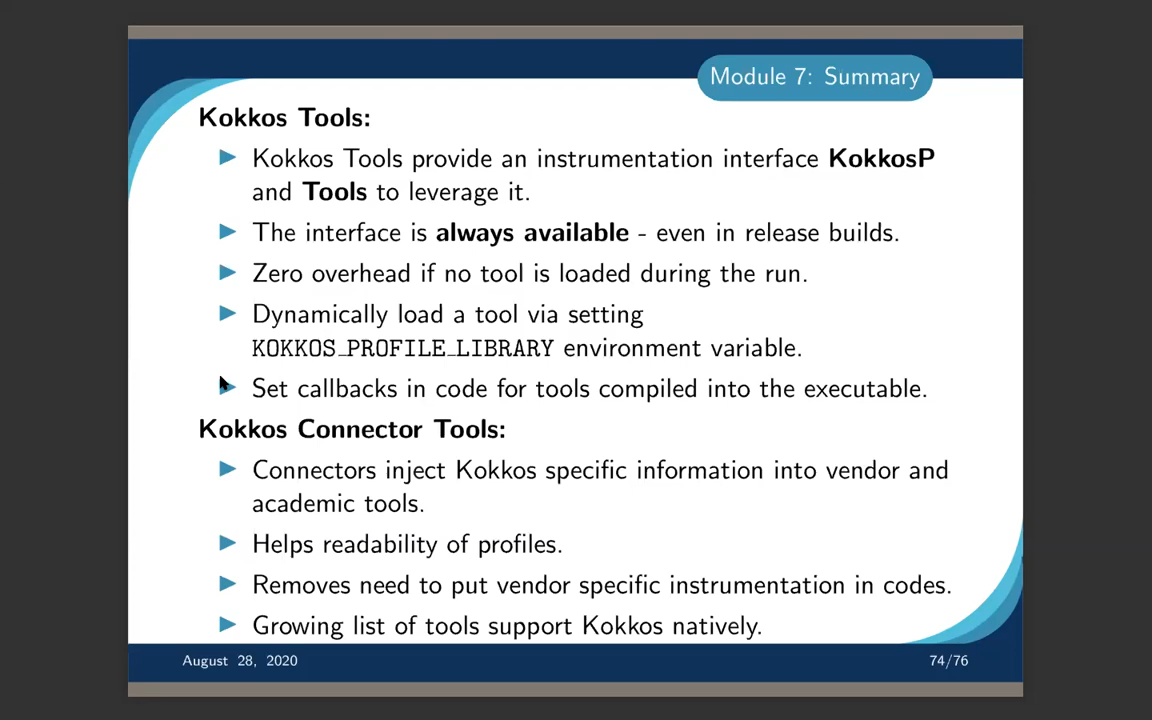 Module 7: Summary
Kokkos Tools:
Kokkos Tools provide an instrumentation interface KokkosP
and Tools to leverage it.
The interface is always available - even in release builds.
Zero overhead if no tool is loaded during the run.
Dynamically load a tool via setting
KOKKOS_PROFILE_LIBRARY environment variable.
Set callbacks in code for tools compiled into the executable.
Kokkos Connector Tools:
Connectors inject Kokkos specific information into vendor and
academic tools.
Helps readability of profiles.
Removes need to put vendor specific instrumentation in codes.
Growing list of tools support Kokkos natively.
August 28, 2020
74/76